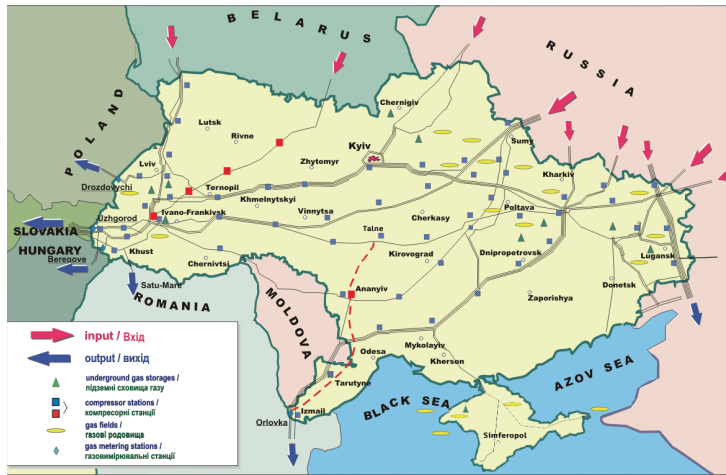 BELARUS
RUSSIA
POLAND
Chernigiv
Lutsk
Rivne
Kyiv
Sumy
Lviv
Zhytomyr
Kharkiv
Drozdovychi
Ternopil
Khmelnytskyi
Poltava
Uzhgorod
Ivano-Frankivsk
Vinnytsa
Cherkasy
Talne
SLOVAKIA
HUNGARY
Lugansk
Khust
Kirovograd
Dnipropetrovsk
Beregove
Chernivtsi
Donetsk
Satu-Mare
Ananyiv
Zaporishya
ROMANIA
MOLDOVA
input / Вхід
output / вихід
Mykolayiv
Odesa
Kherson
AZOV SEA
underground gas storages /
підземні сховища газу
Tarutyne
BLACK SEA
compressor stations /
компресорні станції
Izmail
Orlovka
gas fields /
газові родовища
Simferopol
gas metering stations /
газовимірювальні станції